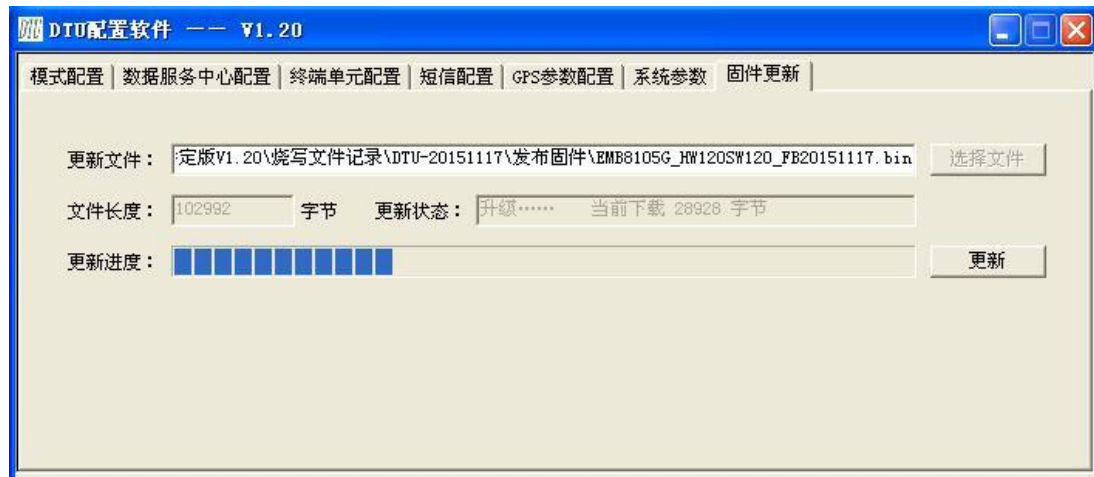 DTU配置软件 —— V1.20
模式配置 数据服务中心配置 终端单元配置 短信配置 GPS参数配置 系统参数 固件更新
更新文件： 定版V1.20\烧写文件记录\DTU-20151117\发布固件\EMB8105G_HW120SW120_FB20151117.bin 选择文件
文件长度： 102992 字节 更新状态： 升级…… 当前下载 28928 字节
更新进度： 更新